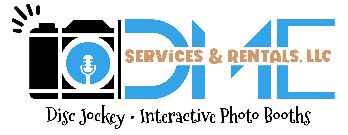 DME
SERViCES & RENTALS, LLC
Disc Jockey • Interactive Photo Booths